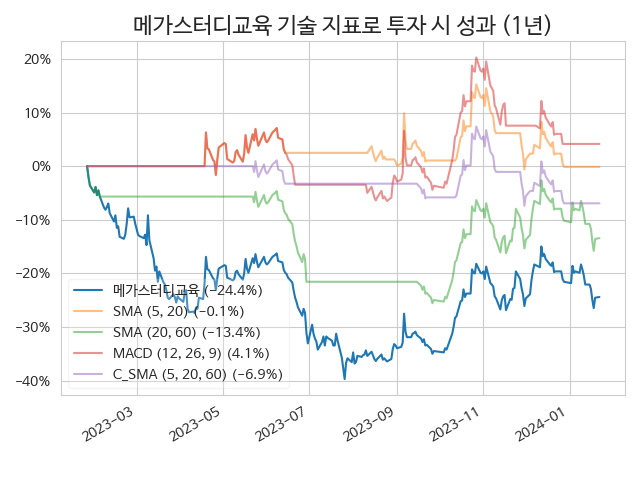 메가스터디교육 기술 지표로 투자 시 성과 (1년)
20%
10%
0%
−10%
−20%
−30%
−40%
메가스터디교육 (−24.4%)
SMA (5, 20) (−0.1%)
SMA (20, 60) (−13.4%)
MACD (12, 26, 9) (4.1%)
C_SMA (5, 20, 60) (−6.9%)
2023−03
2023−05
2023−07
2023−09
2023−11
2024−01